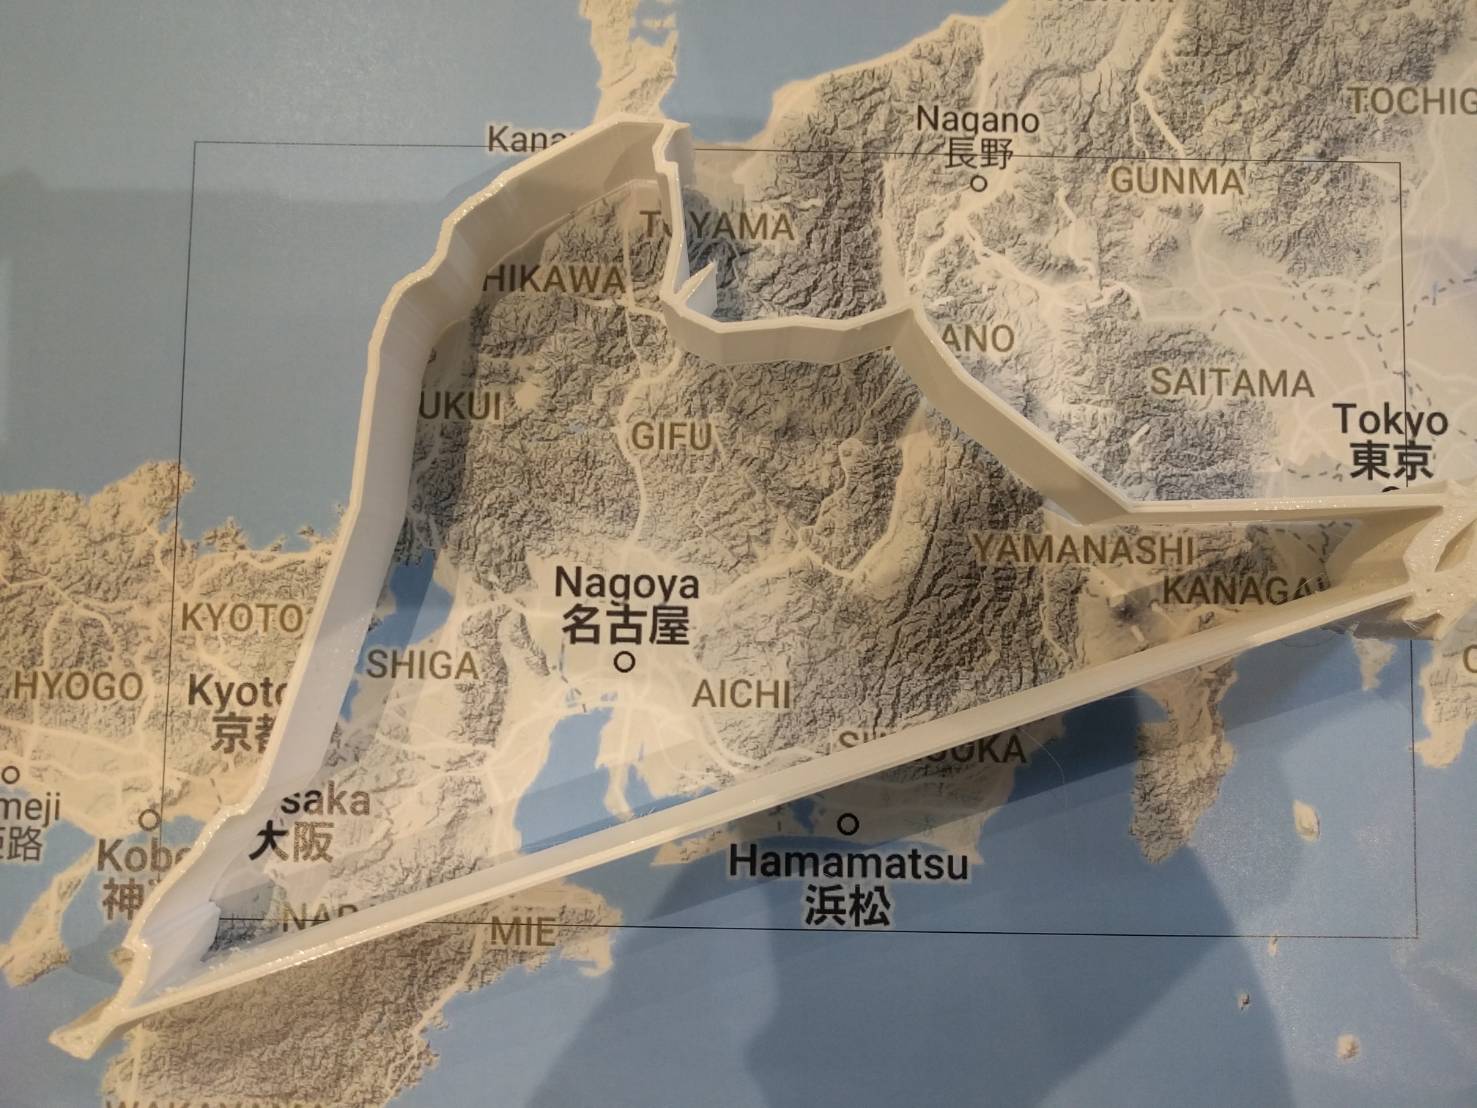 TOCHIG
Nagano
長野
Kana
GUNMA
T YAMA
HIKAWA
ANO
SAITAMA
UKUI
GIFU
Tokyo
東京
YAMANASHI
KANAGA
Nagoya
名古屋
KYOTO
SHIGA
HYOGO
Kyoto
京都
AICHI
OKA
saka
大阪
meji
路
Kobe
神
Hamamatsu
浜松
NAR
MIE